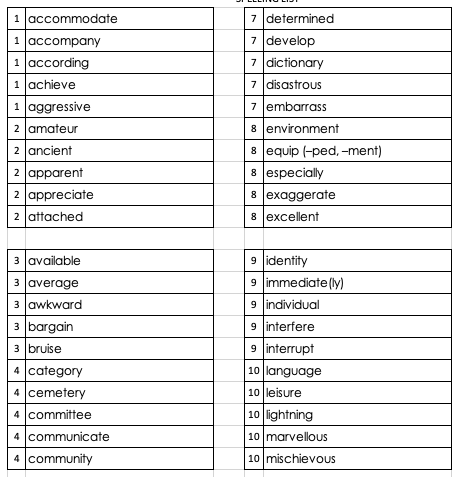 SPELLING LIST
1 accommodate
1 accompany
1 according
1 achieve
1 aggressive
2 amateur
2 ancient
2 apparent
2 appreciate
2 attached
3 available
3 average
3 awkward
3 bargain
3 bruise
4 category
4 cemetery
4 committee
4 communicate
4 community
7 determined
7 develop
7 dictionary
7 disastrous
7 embarrass
8 environment
8 equip (–ped, –ment)
8 especially
8 exaggerate
8 excellent
9 identity
9 immediate(ly)
9 individual
9 interfere
9 interrupt
10 language
10 leisure
10 lightning
10 marvellous
10 mischievous